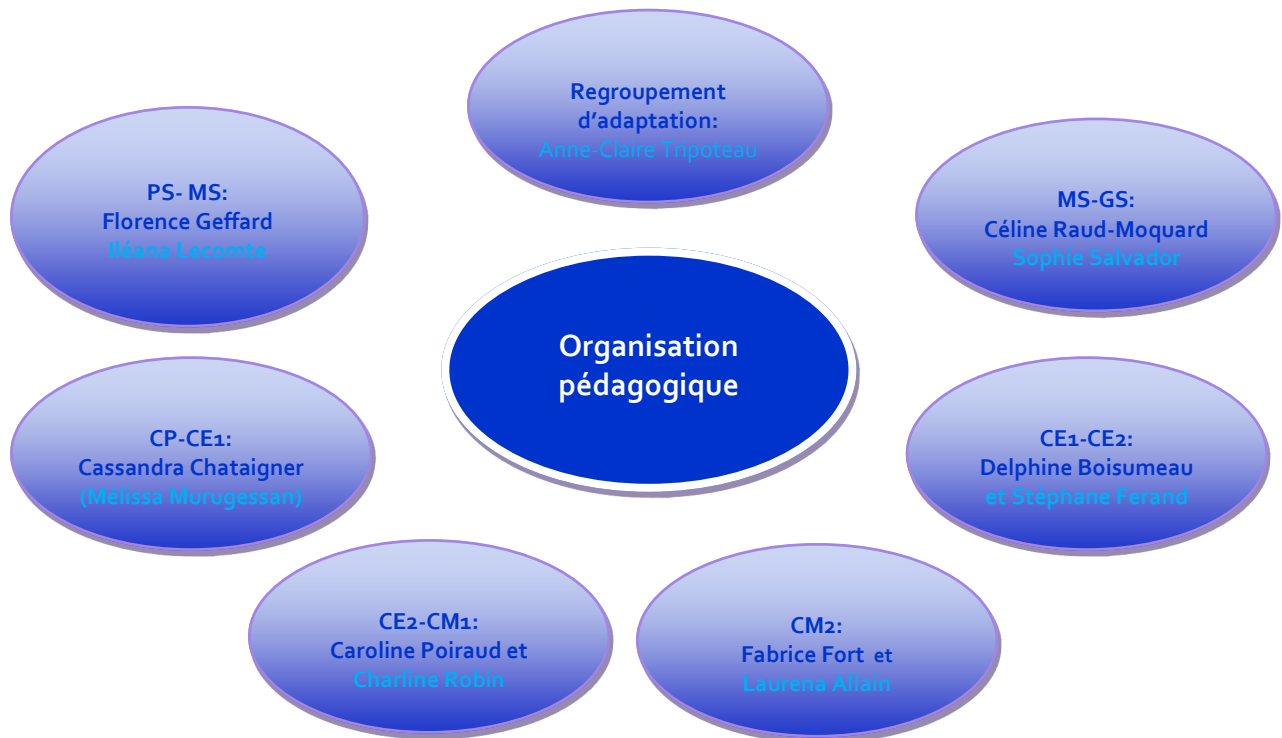 Regroupement
d'adaptation:
Anne-Claire Tripoteau
PS- MS:
Florence Geffard
Iléana Lecomte
MS-GS:
Céline Raud-Moquard
Sophie Salvador
Organisation
pédagogique
CP-CE1:
Cassandra Chataigner
(Mélissa Murugessan)
CE1-CE2:
Delphine Boisumeau
et Stéphane Ferand
CE2-CM1:
Caroline Poiraud et
Charline Robin
CM2:
Fabrice Fort et
Laurena Allain